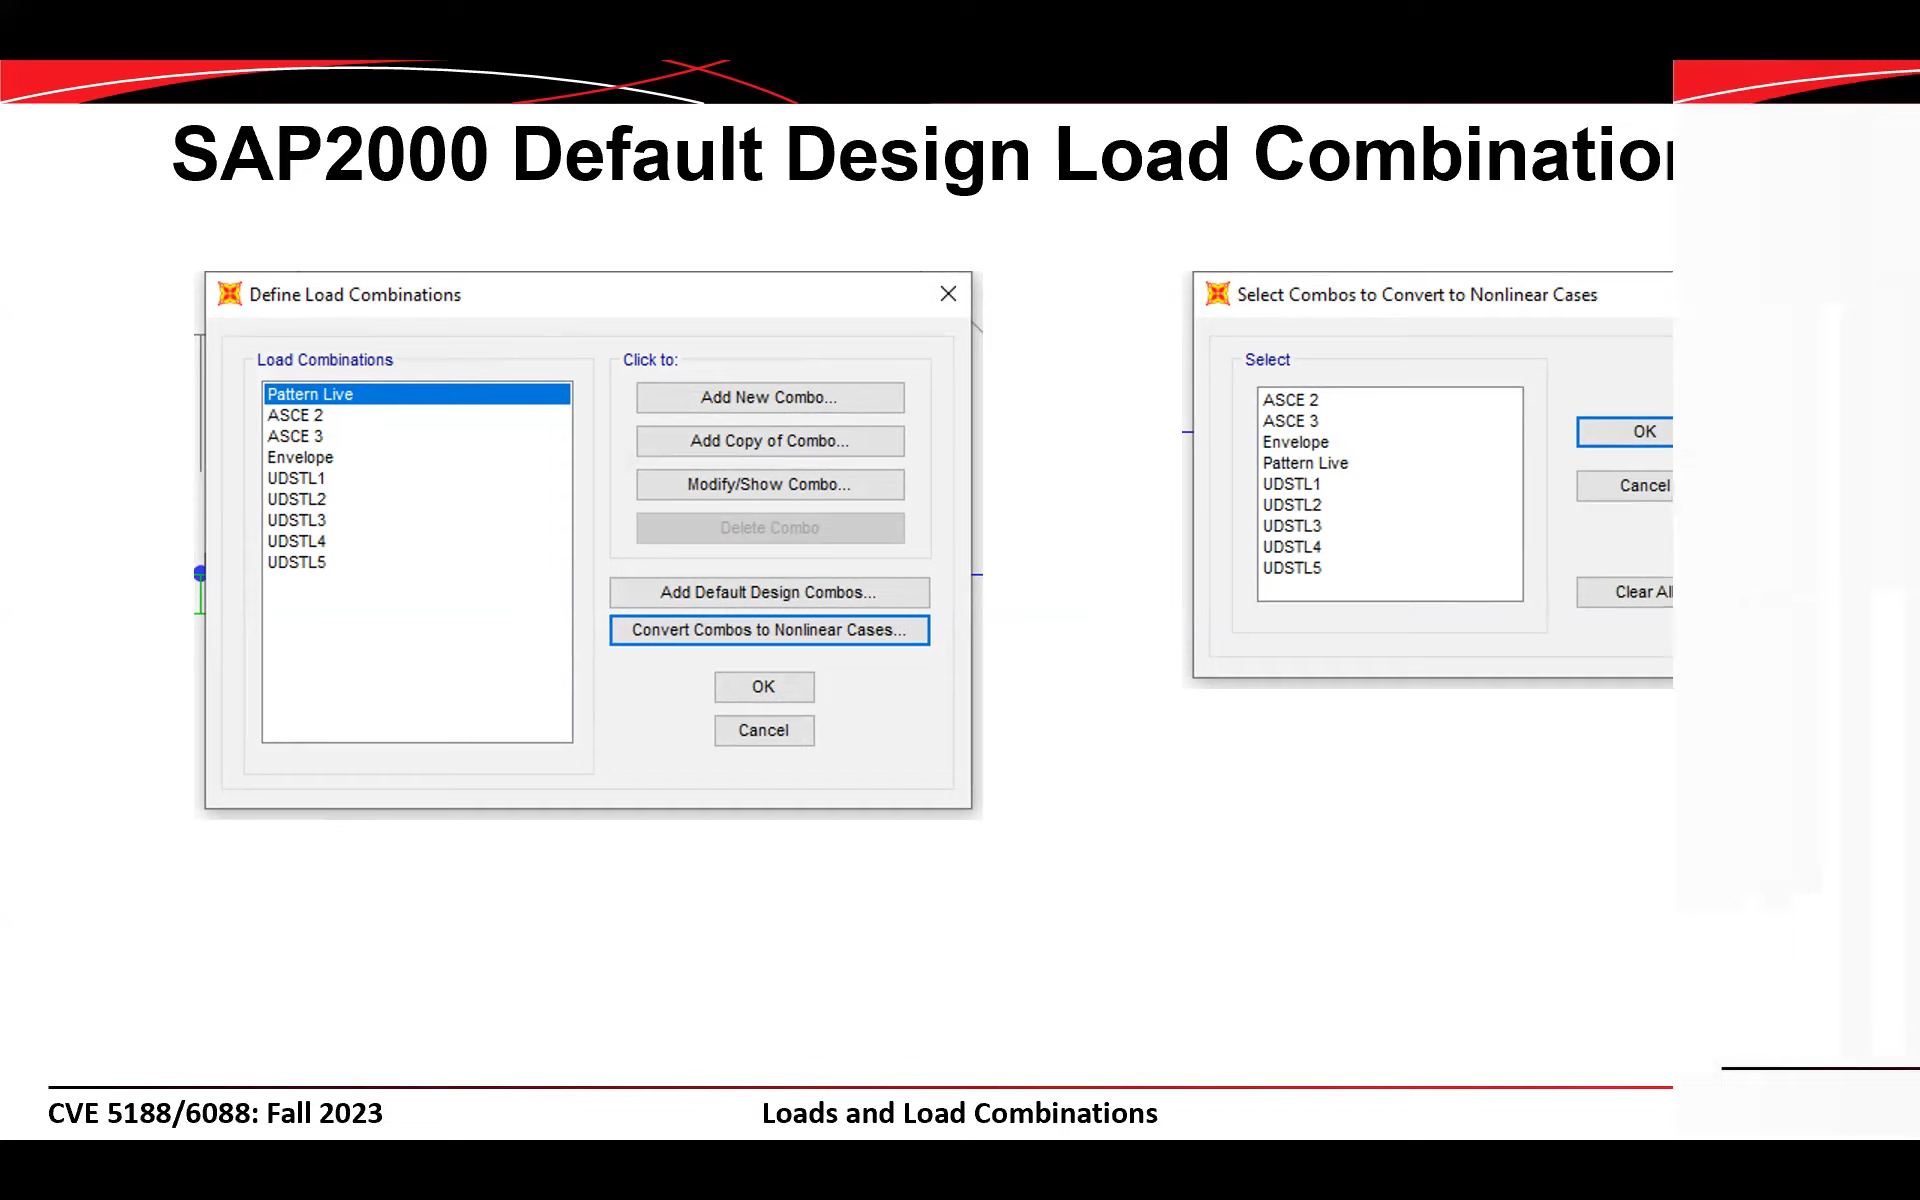 SAP2000 Default Design Load Combination
Define Load Combinations
Load Combinations
Pattern Live
ASCE 2
ASCE 3
Envelope
UDSTL1
UDSTL2
UDSTL3
UDSTL4
UDSTL5
Click to:
Add New Combo...
Add Copy of Combo...
Modify/Show Combo...
Delete Combo
Add Default Design Combos...
Convert Combos to Nonlinear Cases...
OK
Cancel
Select Combos to Convert to Nonlinear Cases
Select
ASCE 2
ASCE 3
Envelope
Pattern Live
UDSTL1
UDSTL2
UDSTL3
UDSTL4
UDSTL5
OK
Cancel
Clear All
CVE 5188/6088: Fall 2023
Loads and Load Combinations